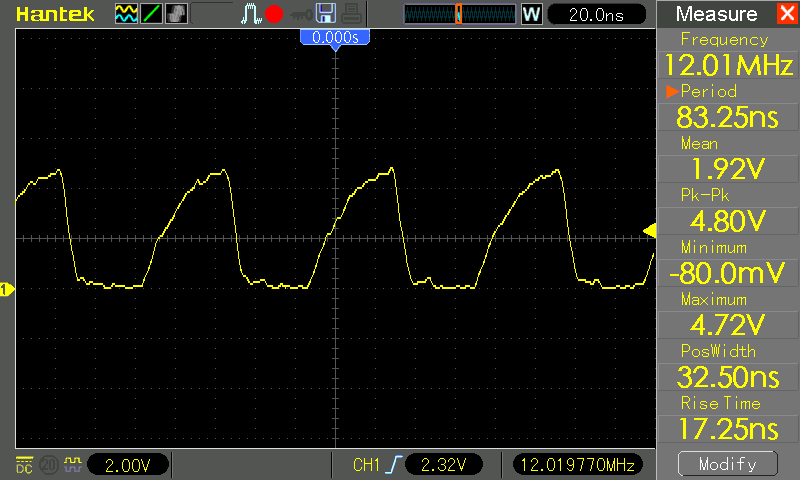 Hantek W 20.0ns Measure
0.000s
Frequency
12.01MHz
Period
83.25ns
Mean
1.92V
Pk-Pk
4.80V
Minimum
-80.0mV
Maximum
4.72V
PosWidth
32.50ns
Rise Time
17.25ns
1
DC 20 2.00V CH1 2.32V 12.019770MHz
Modify